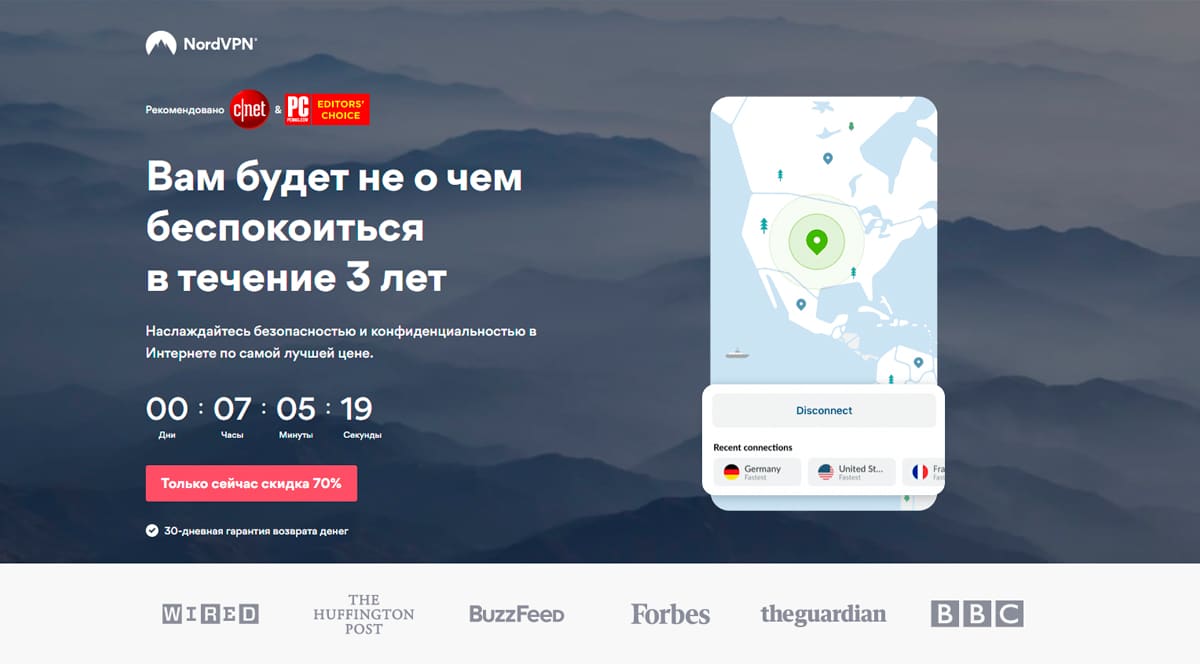 NordVPN®
Рекомендовано c|net & PC PCMAG.COM EDITORS' CHOICE
Вам будет не о чем
беспокоиться
в течение 3 лет
Наслаждайтесь безопасностью и конфиденциальностью в
Интернете по самой лучшей цене.
00 : 07 : 05 : 19
Дни Часы Минуты Секунды
Только сейчас скидка 70%
30-дневная гарантия возврата денег
Disconnect
Recent connections
Germany United St... Fra
Fastest Fastest Fas
WIRED
THE
HUFFINGTON
POST
BuzzFeed
Forbes
theguardian
BBC